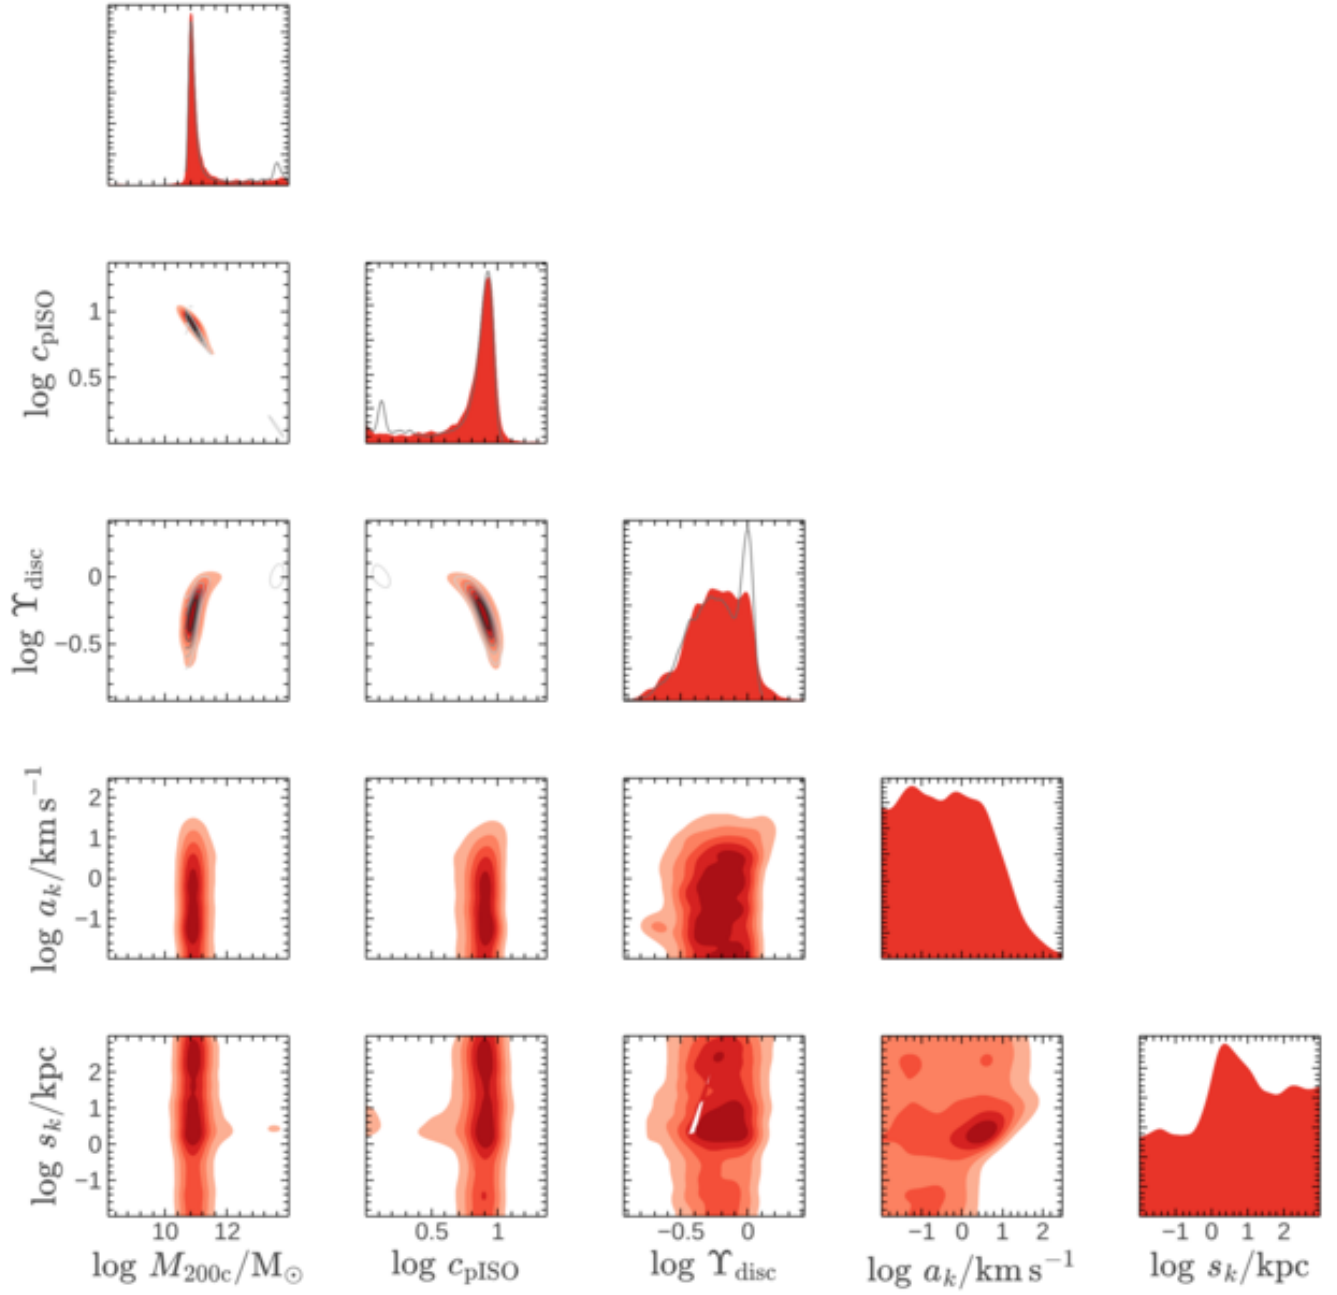 log c_pISO
1
0.5
log ϒ_disc
0
−0.5
log a_k/km s⁻¹
2
1
0
−1
log s_k/kpc
2
1
0
−1
10 12
0.5 1
−0.5 0
−1 0 1 2
−1 0 1 2
log M_200c/M_⊙
log c_pISO
log ϒ_disc
log a_k/km s⁻¹
log s_k/kpc